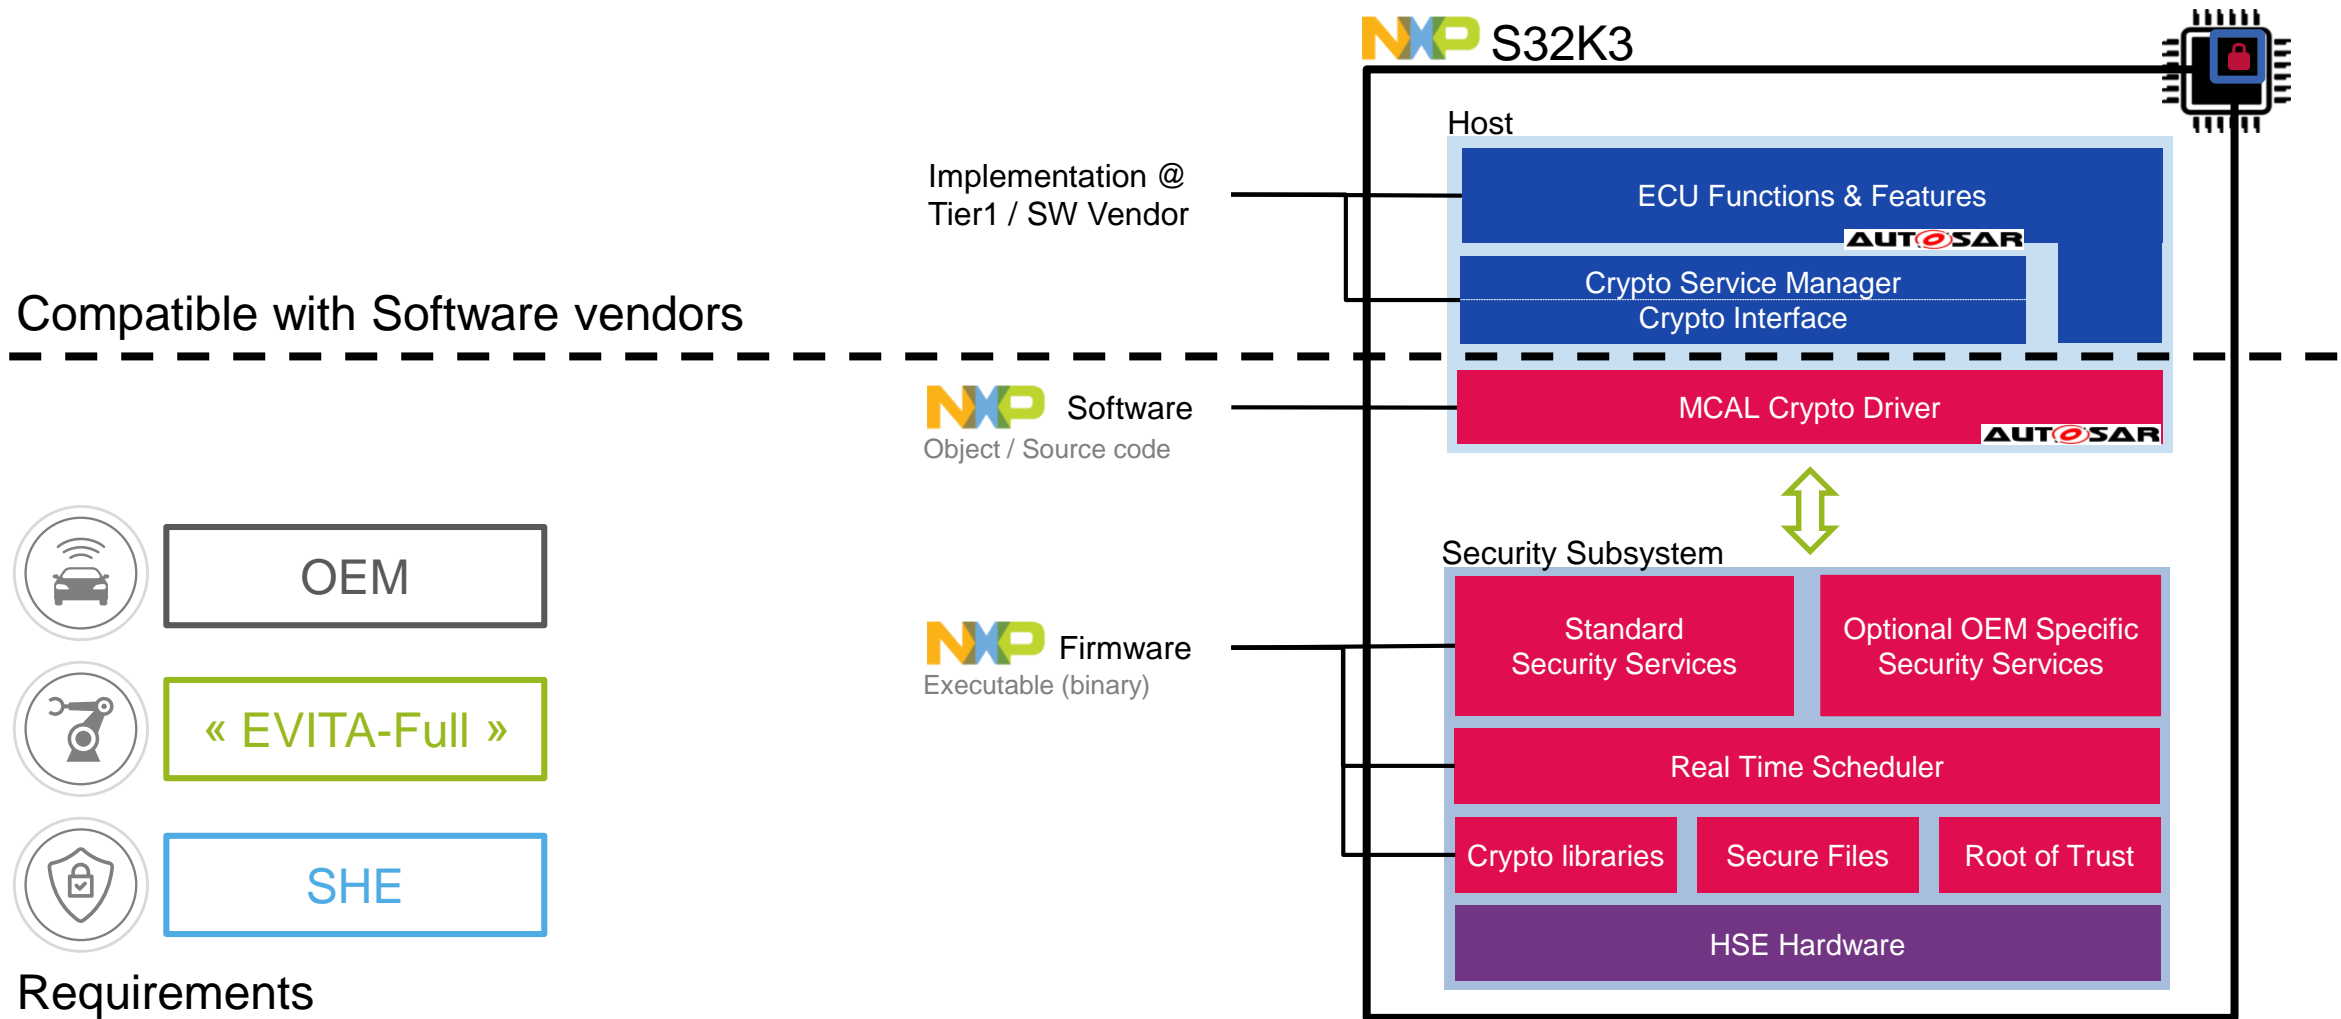 NXP S32K3
Host
Implementation @
Tier1 / SW Vendor
ECU Functions & Features
AUTOSAR
Crypto Service Manager
Crypto Interface
Compatible with Software vendors
NXP Software
Object / Source code
MCAL Crypto Driver
AUTOSAR
OEM
« EVITA-Full »
SHE
Requirements
Security Subsystem
NXP Firmware
Executable (binary)
Standard
Security Services
Optional OEM Specific
Security Services
Real Time Scheduler
Crypto libraries
Secure Files
Root of Trust
HSE Hardware